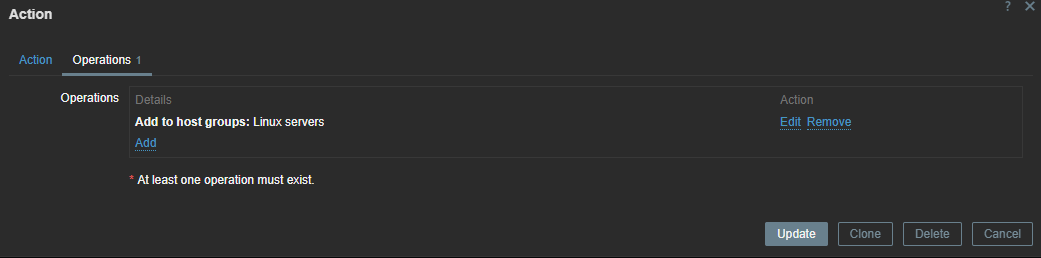 Action
? ×
Action Operations 1
Operations Details Action
Add to host groups: Linux servers Edit Remove
Add
* At least one operation must exist.
Update Clone Delete Cancel